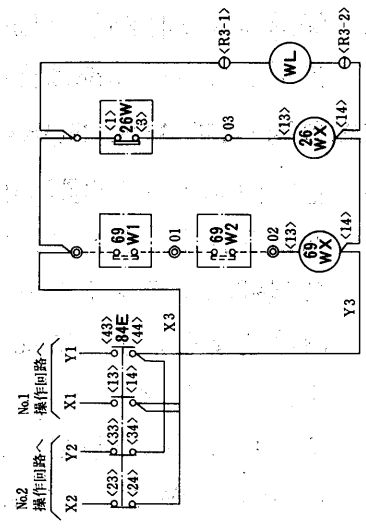 No.2
操作回路へ
No.1
操作回路へ
X2
Y2
X1
Y1
<23>
<33>
<13>
<43>
84E
<24>
<34>
<14>
<44>
X3
Y3
69
W1
01
69
W2
02
<13>
69
WX
<14>
<1>
26W
<3>
03
<13>
26
WX
<14>
<R3-1>
WL
<R3-2>